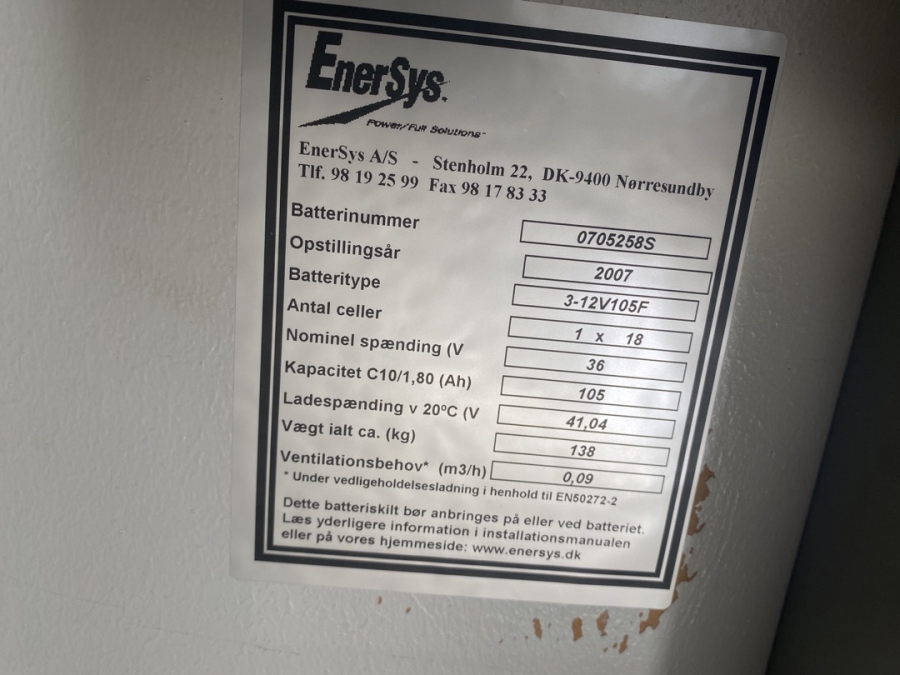 EnerSys
Power/Full Solutions
EnerSys A/S - Stenholm 22, DK-9400 Nørresundby
Tlf. 98 19 25 99 Fax 98 17 83 33
Batterinummer 0705258S
Opstillingsår 2007
Batteritype 3-12V105F
Antal celler 1 x 18
Nominel spænding (V 36
Kapacitet C10/1,80 (Ah) 105
Ladespænding v 20ºC (V 41,04
Vægt ialt ca. (kg) 138
Ventilationsbehov* (m3/h) 0,09
* Under vedligeholdelsesladning i henhold til EN50272-2
Dette batteriskilt bør anbringes på eller ved batteriet.
Læs yderligere information i installationsmanualen
eller på vores hjemmeside: www.enersys.dk